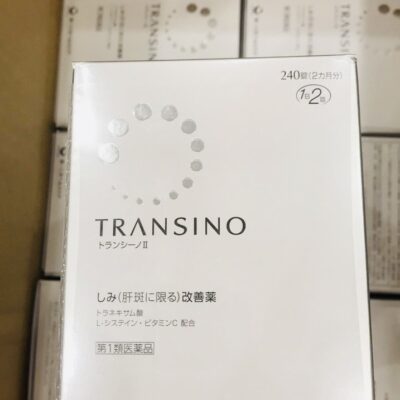 240錠(2カ月分)
1日2回
TRANSINO
トランシーノⅡ
しみ(肝斑に限る)改善薬
トラネキサム酸
L-システイン・ビタミンC 配合
第1類医薬品